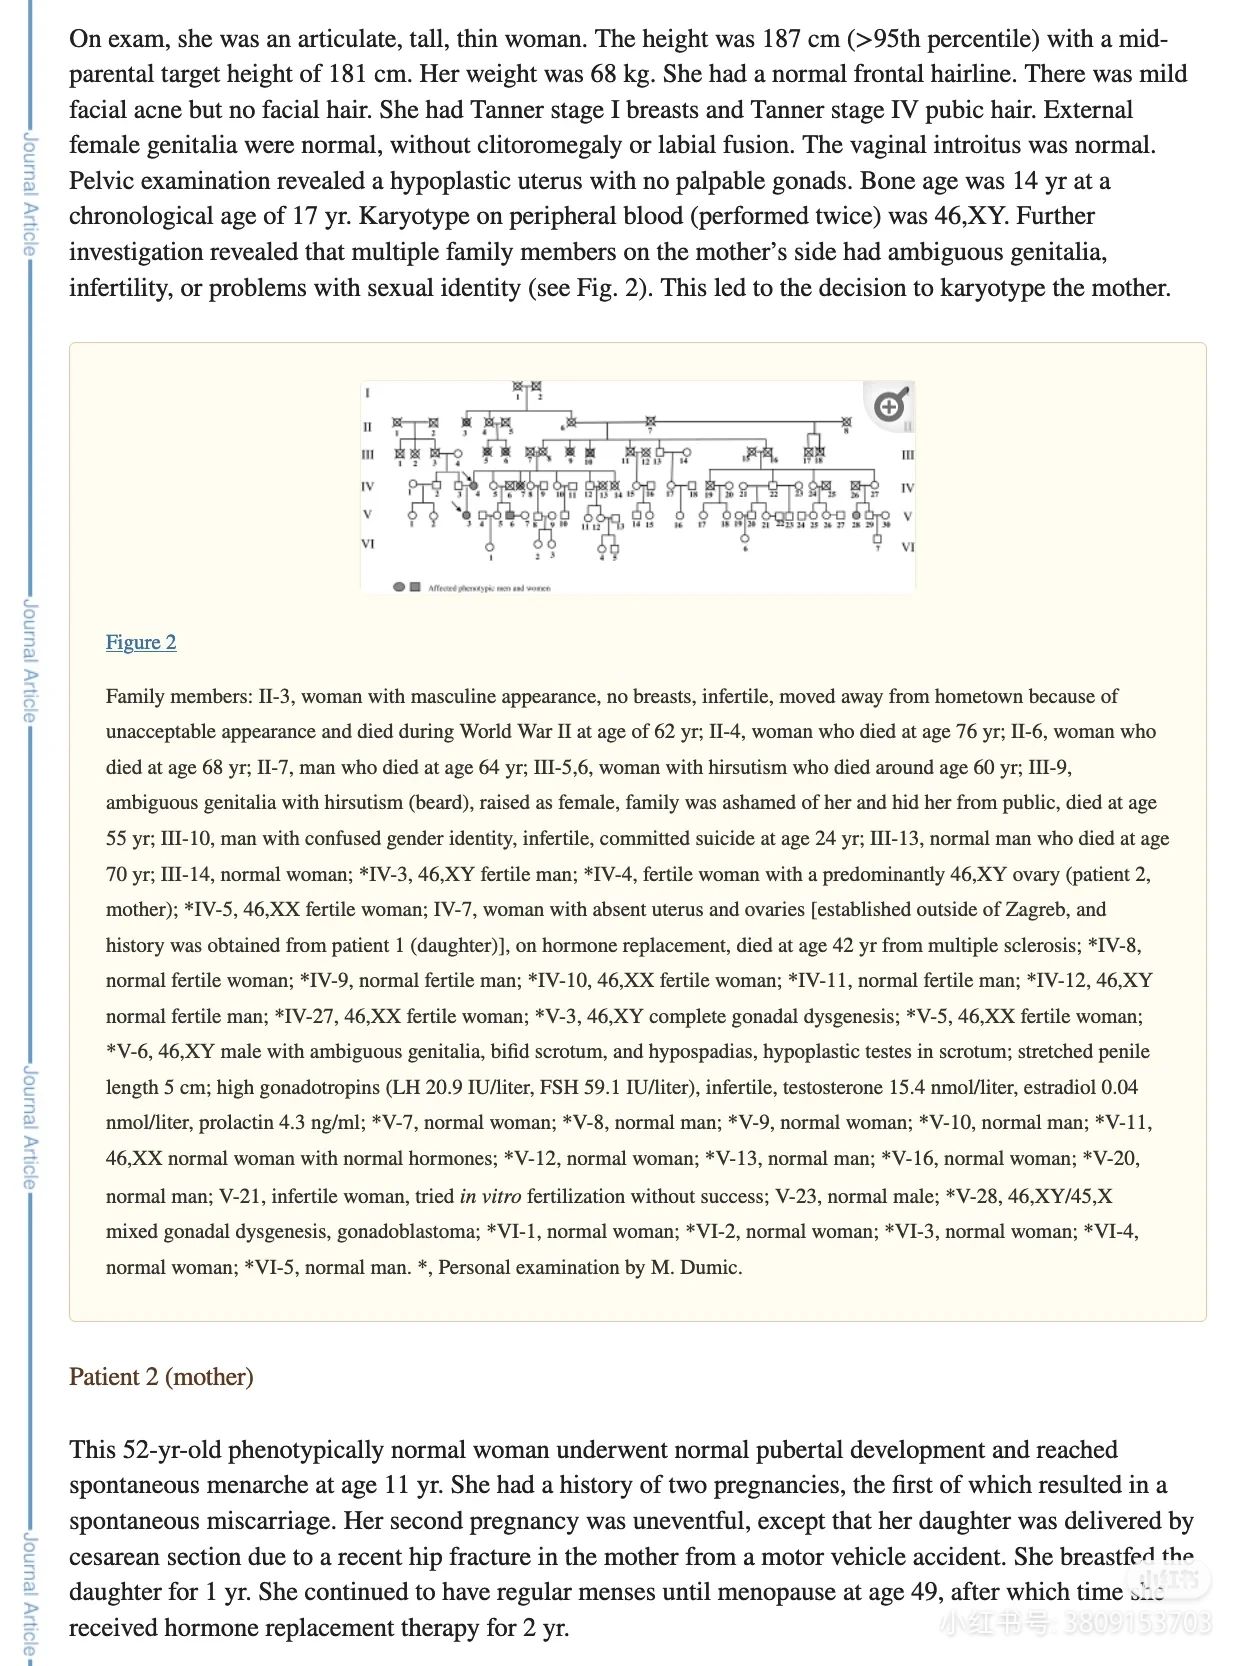 On exam, she was an articulate, tall, thin woman. The height was 187 cm (>95th percentile) with a mid-
parental target height of 181 cm. Her weight was 68 kg. She had a normal frontal hairline. There was mild
facial acne but no facial hair. She had Tanner stage I breasts and Tanner stage IV pubic hair. External
female genitalia were normal, without clitoromegaly or labial fusion. The vaginal introitus was normal.
Pelvic examination revealed a hypoplastic uterus with no palpable gonads. Bone age was 14 yr at a
chronological age of 17 yr. Karyotype on peripheral blood (performed twice) was 46,XY. Further
investigation revealed that multiple family members on the mother’s side had ambiguous genitalia,
infertility, or problems with sexual identity (see Fig. 2). This led to the decision to karyotype the mother.
Journal Article
Journal Article
Journal Article
Journal Article
I
II
III
IV
V
VI
II
III
IV
V
VI
Affected phenotypic men and women
Figure 2
Family members: II-3, woman with masculine appearance, no breasts, infertile, moved away from hometown because of
unacceptable appearance and died during World War II at age of 62 yr; II-4, woman who died at age 76 yr; II-6, woman who
died at age 68 yr; II-7, man who died at age 64 yr; III-5,6, woman with hirsutism who died around age 60 yr; III-9,
ambiguous genitalia with hirsutism (beard), raised as female, family was ashamed of her and hid her from public, died at age
55 yr; III-10, man with confused gender identity, infertile, committed suicide at age 24 yr; III-13, normal man who died at age
70 yr; III-14, normal woman; *IV-3, 46,XY fertile man; *IV-4, fertile woman with a predominantly 46,XY ovary (patient 2,
mother); *IV-5, 46,XX fertile woman; IV-7, woman with absent uterus and ovaries [established outside of Zagreb, and
history was obtained from patient 1 (daughter)], on hormone replacement, died at age 42 yr from multiple sclerosis; *IV-8,
normal fertile woman; *IV-9, normal fertile man; *IV-10, 46,XX fertile woman; *IV-11, normal fertile man; *IV-12, 46,XY
normal fertile man; *IV-27, 46,XX fertile woman; *V-3, 46,XY complete gonadal dysgenesis; *V-5, 46,XX fertile woman;
*V-6, 46,XY male with ambiguous genitalia, bifid scrotum, and hypospadias, hypoplastic testes in scrotum; stretched penile
length 5 cm; high gonadotropins (LH 20.9 IU/liter, FSH 59.1 IU/liter), infertile, testosterone 15.4 nmol/liter, estradiol 0.04
nmol/liter, prolactin 4.3 ng/ml; *V-7, normal woman; *V-8, normal man; *V-9, normal woman; *V-10, normal man; *V-11,
46,XX normal woman with normal hormones; *V-12, normal woman; *V-13, normal man; *V-16, normal woman; *V-20,
normal man; V-21, infertile woman, tried in vitro fertilization without success; V-23, normal male; *V-28, 46,XY/45,X
mixed gonadal dysgenesis, gonadoblastoma; *VI-1, normal woman; *VI-2, normal woman; *VI-3, normal woman; *VI-4,
normal woman; *VI-5, normal man. *, Personal examination by M. Dumic.
Patient 2 (mother)
This 52-yr-old phenotypically normal woman underwent normal pubertal development and reached
spontaneous menarche at age 11 yr. She had a history of two pregnancies, the first of which resulted in a
spontaneous miscarriage. Her second pregnancy was uneventful, except that her daughter was delivered by
cesarean section due to a recent hip fracture in the mother from a motor vehicle accident. She breastfed the
daughter for 1 yr. She continued to have regular menses until menopause at age 49, after which time she
received hormone replacement therapy for 2 yr.
小红书
小红书号: 3809153703